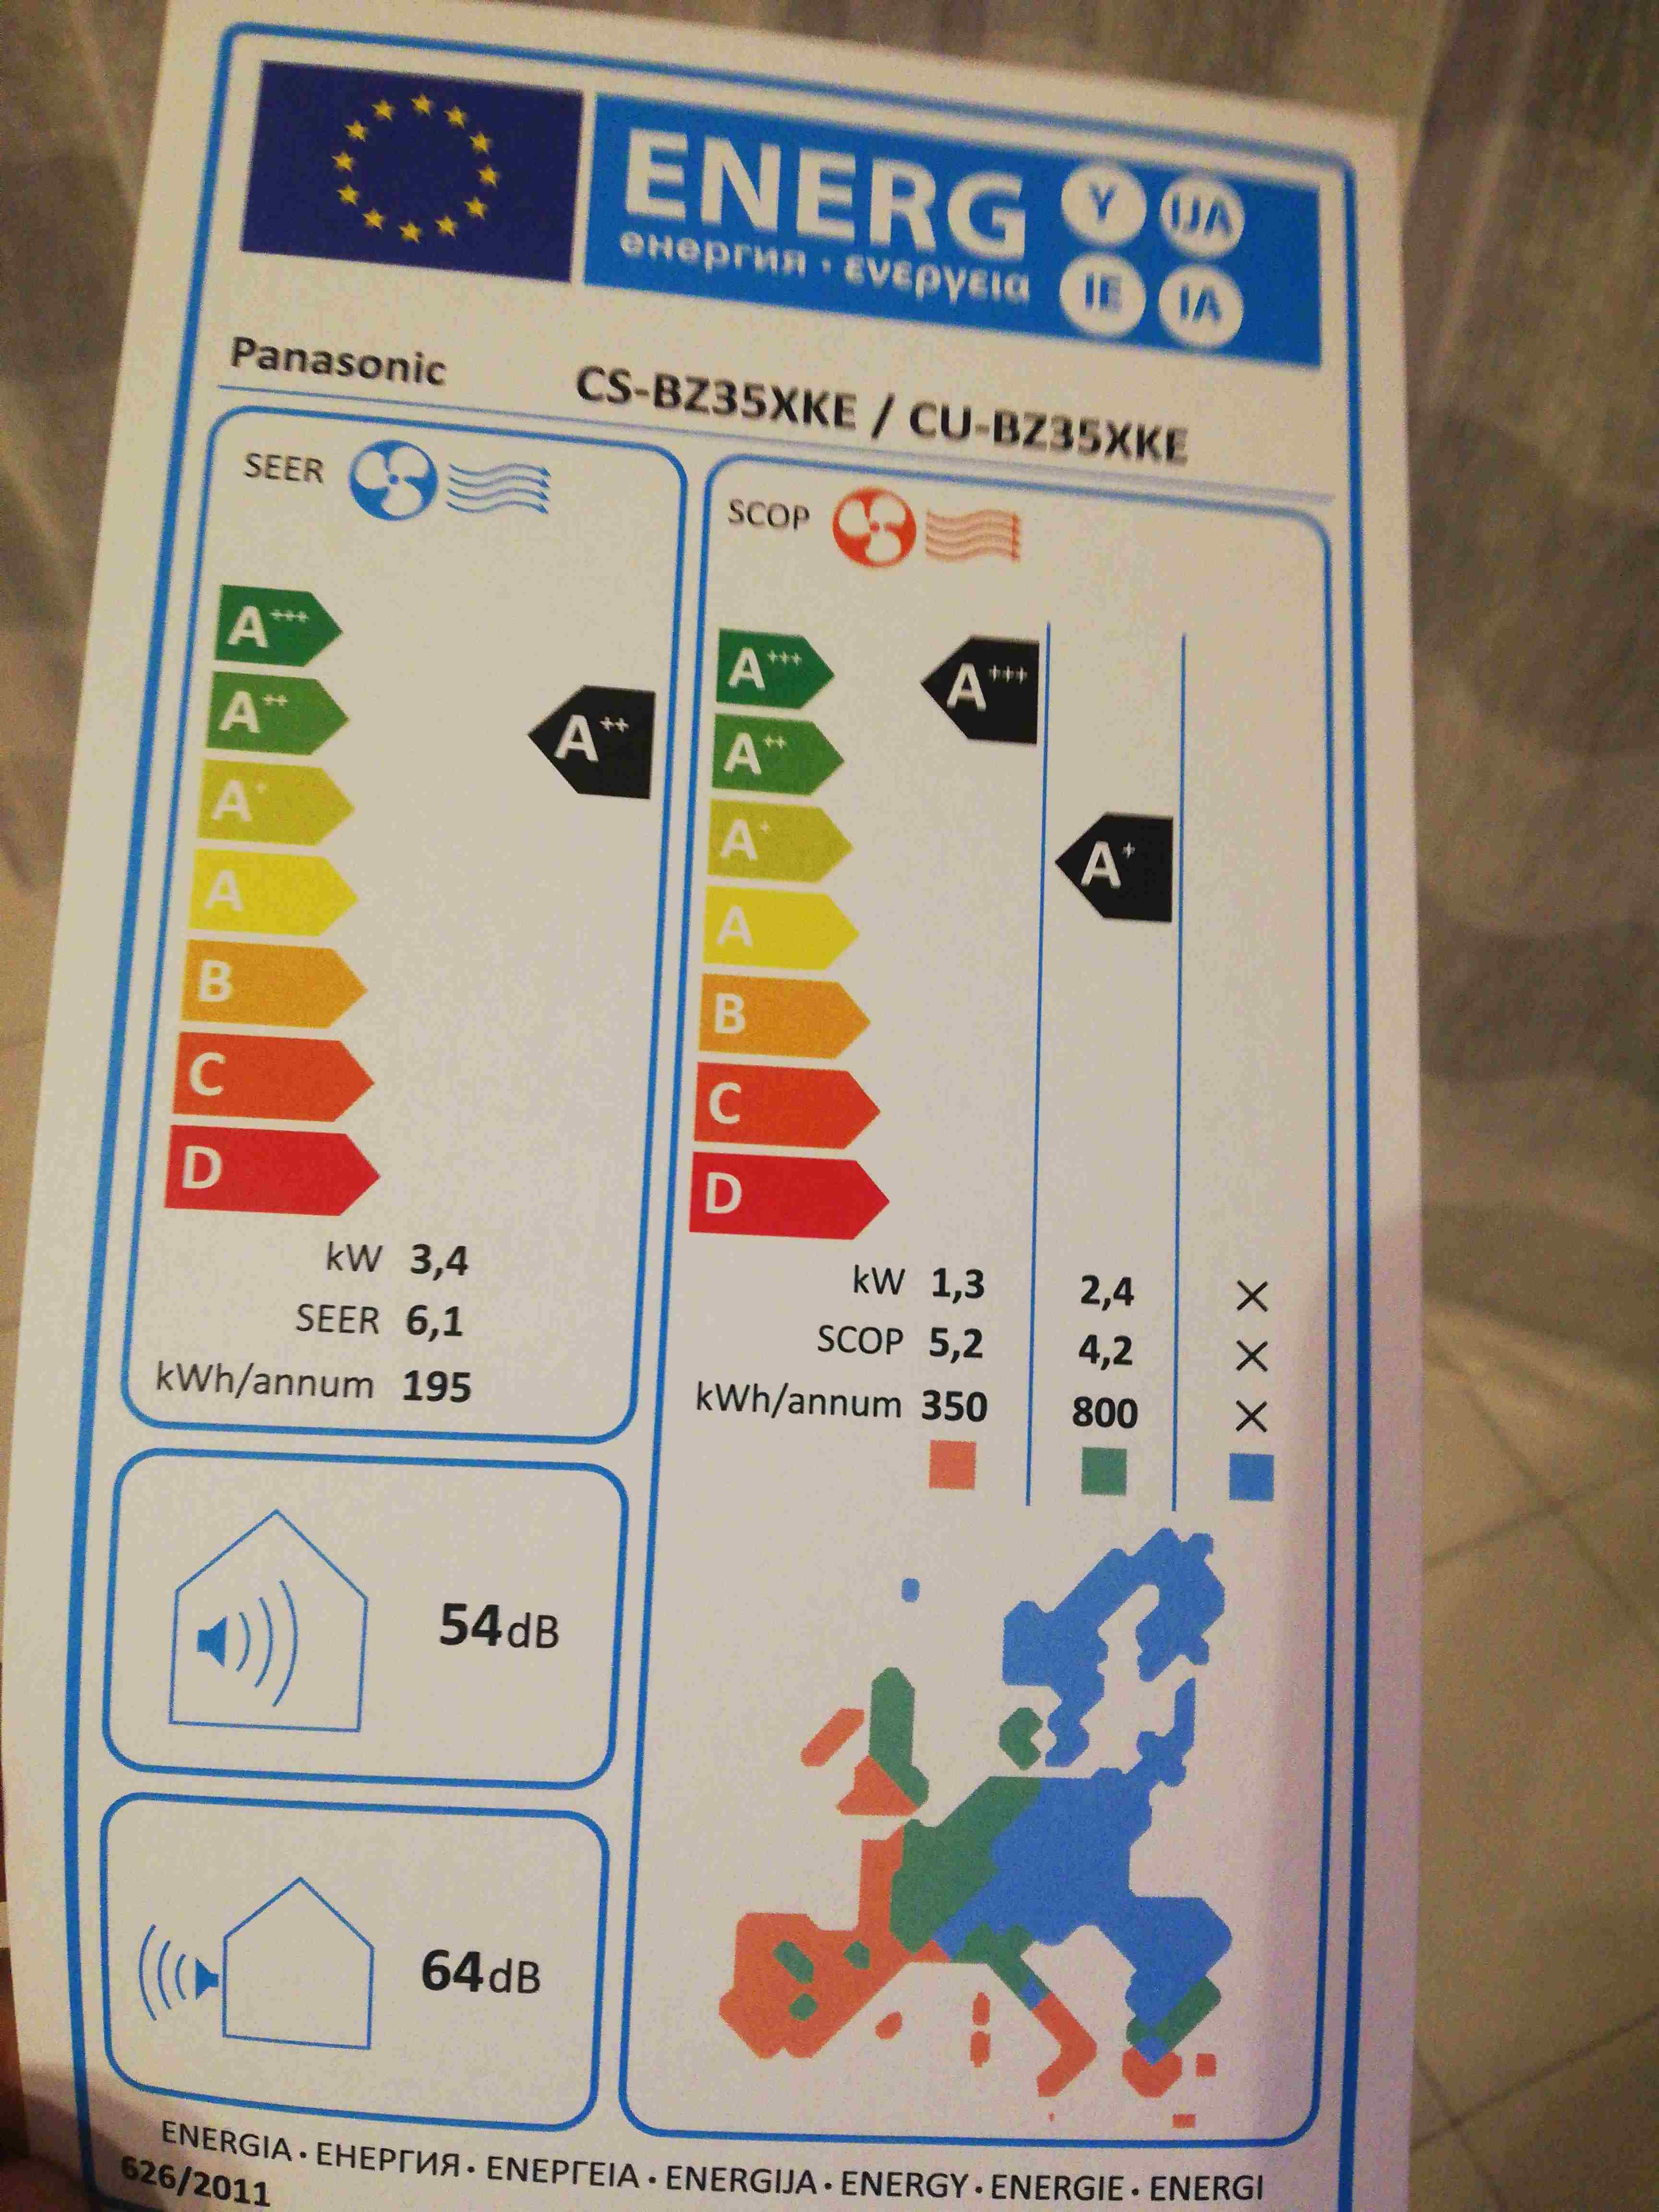 ENERG Y IJA
енергия · ενεργεια IE IA
Panasonic CS-BZ35XKE / CU-BZ35XKE
SEER
A+++
A++
A+
A
B
C
D
A++
kW 3,4
SEER 6,1
kWh/annum 195
SCOP
A+++
A++
A+
A
B
C
D
A+++
A+
kW 1,3 2,4 X
SCOP 5,2 4,2 X
kWh/annum 350 800 X
54dB
64dB
ENERGIA · ЕНЕРГИЯ · ΕΝΕΡΓΕΙΑ · ENERGIJA · ENERGY · ENERGIE · ENERGI
626/2011